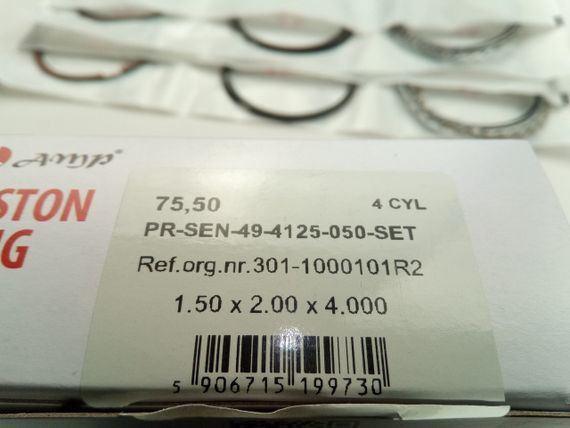 AMP®
STON
NG
75,50 4 CYL
PR-SEN-49-4125-050-SET
Ref.org.nr.301-1000101R2
1.50 x 2.00 x 4.000
5 906715 199730